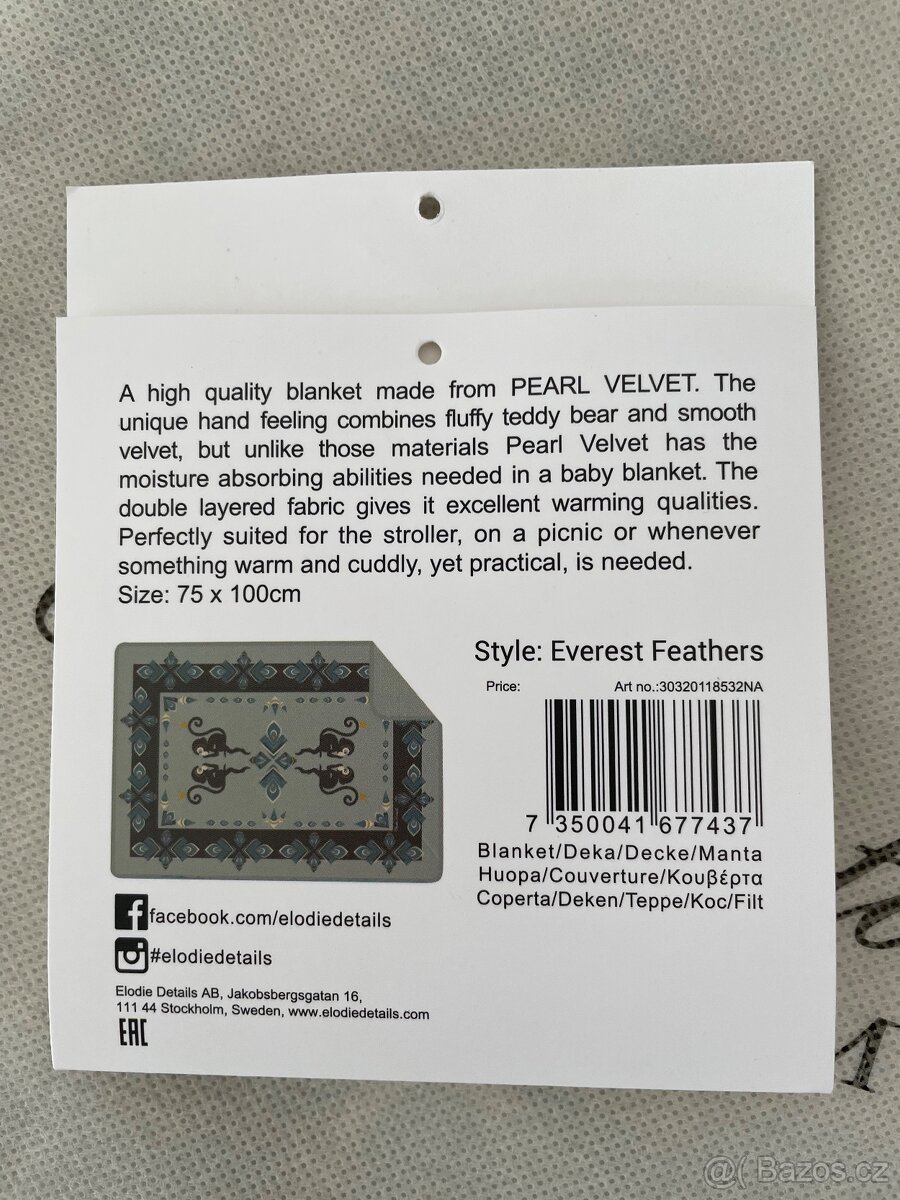 A high quality blanket made from PEARL VELVET. The
unique hand feeling combines fluffy teddy bear and smooth
velvet, but unlike those materials Pearl Velvet has the
moisture absorbing abilities needed in a baby blanket. The
double layered fabric gives it excellent warming qualities.
Perfectly suited for the stroller, on a picnic or whenever
something warm and cuddly, yet practical, is needed.
Size: 75 x 100cm
Style: Everest Feathers
Price: Art no.:30320118532NA
7 350041 677437
Blanket/Deka/Decke/Manta
Huopa/Couverture/Κουβέρτα
Coperta/Deken/Teppe/Koc/Filt
facebook.com/elodiedetails
#elodiedetails
Elodie Details AB, Jakobsbergsgatan 16,
111 44 Stockholm, Sweden, www.elodiedetails.com
EAC
@( Bazos.cz